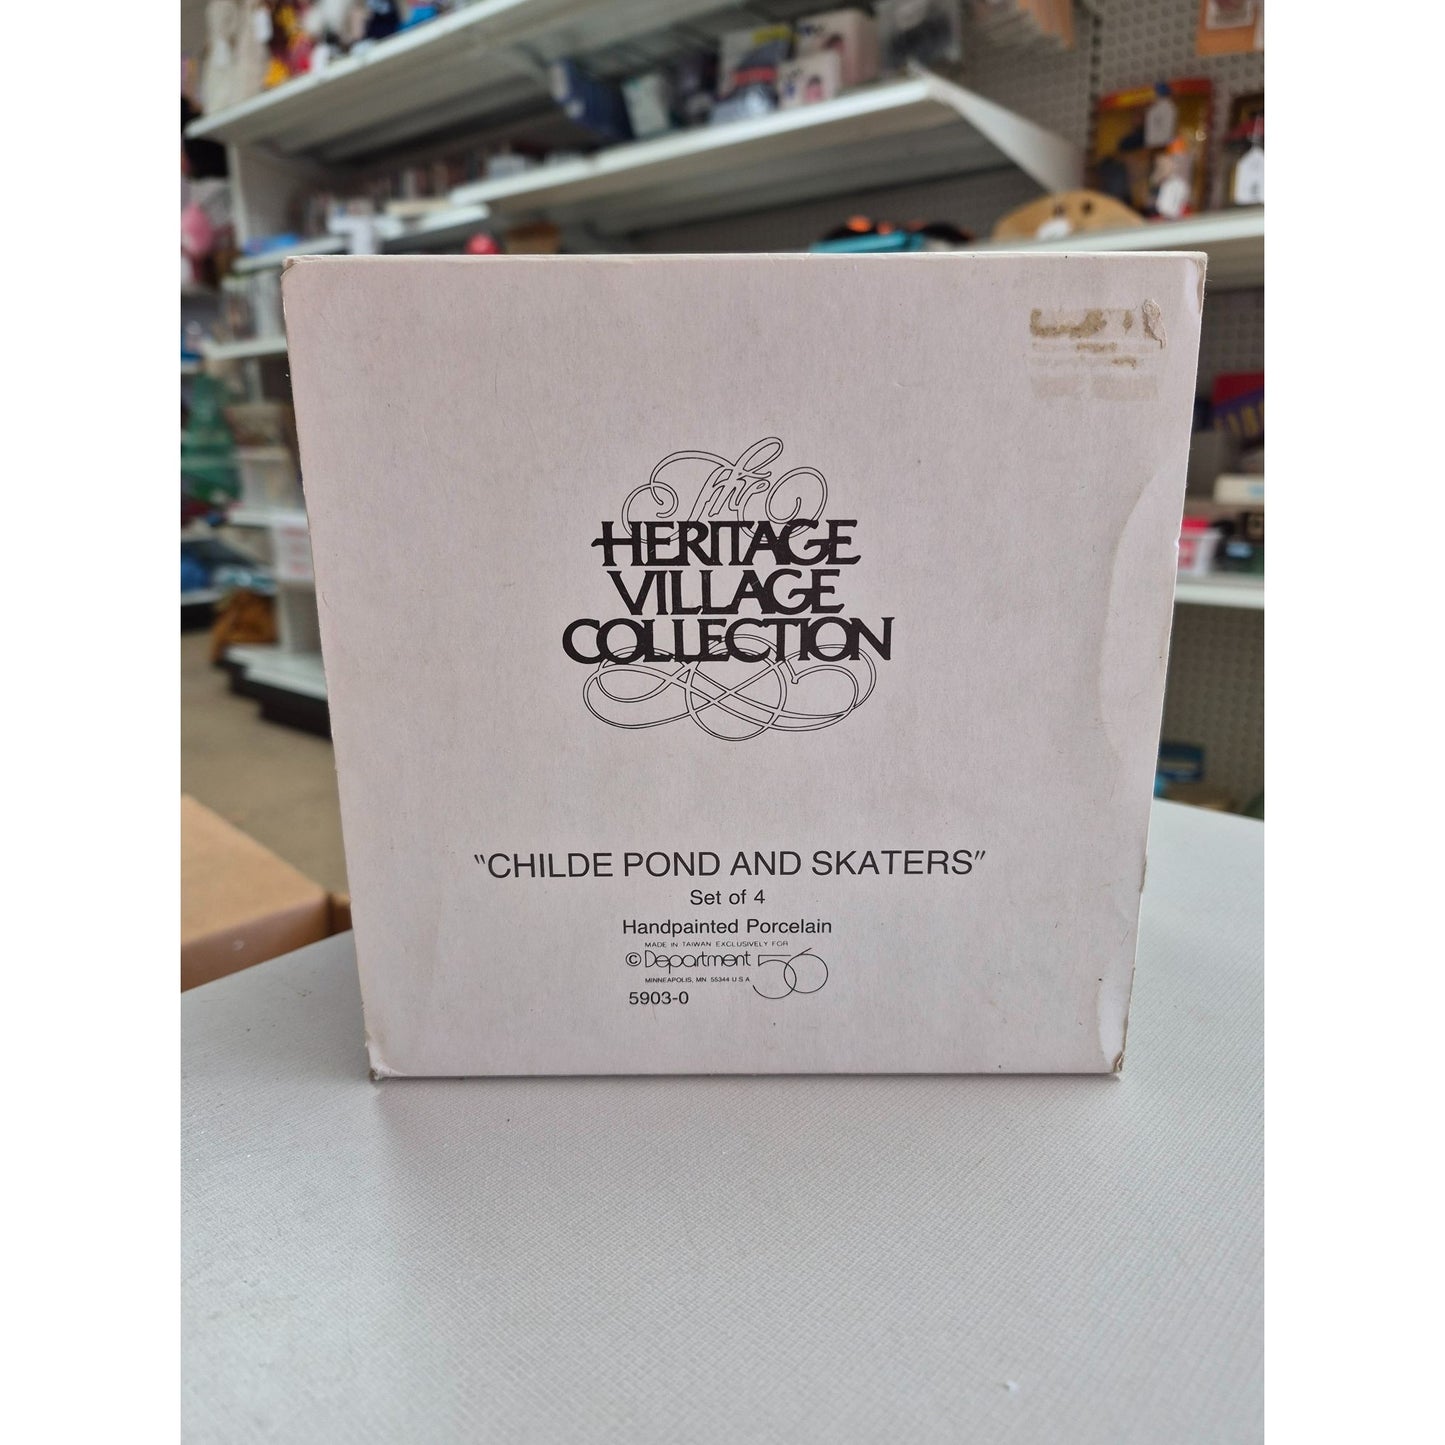 The
HERITAGE
VILLAGE
COLLECTION
"CHILDE POND AND SKATERS"
Set of 4
Handpainted Porcelain
MADE IN TAIWAN EXCLUSIVELY FOR
© Department 56
MINNEAPOLIS, MN 55344 U S A
5903-0